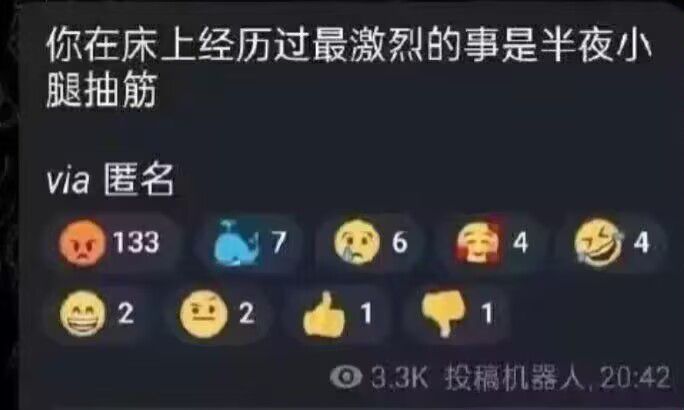 你在床上经历过最激烈的事是半夜小
腿抽筋
via 匿名
133 7 6 4 4
2 2 1 1
3.3K 投稿机器人, 20:42